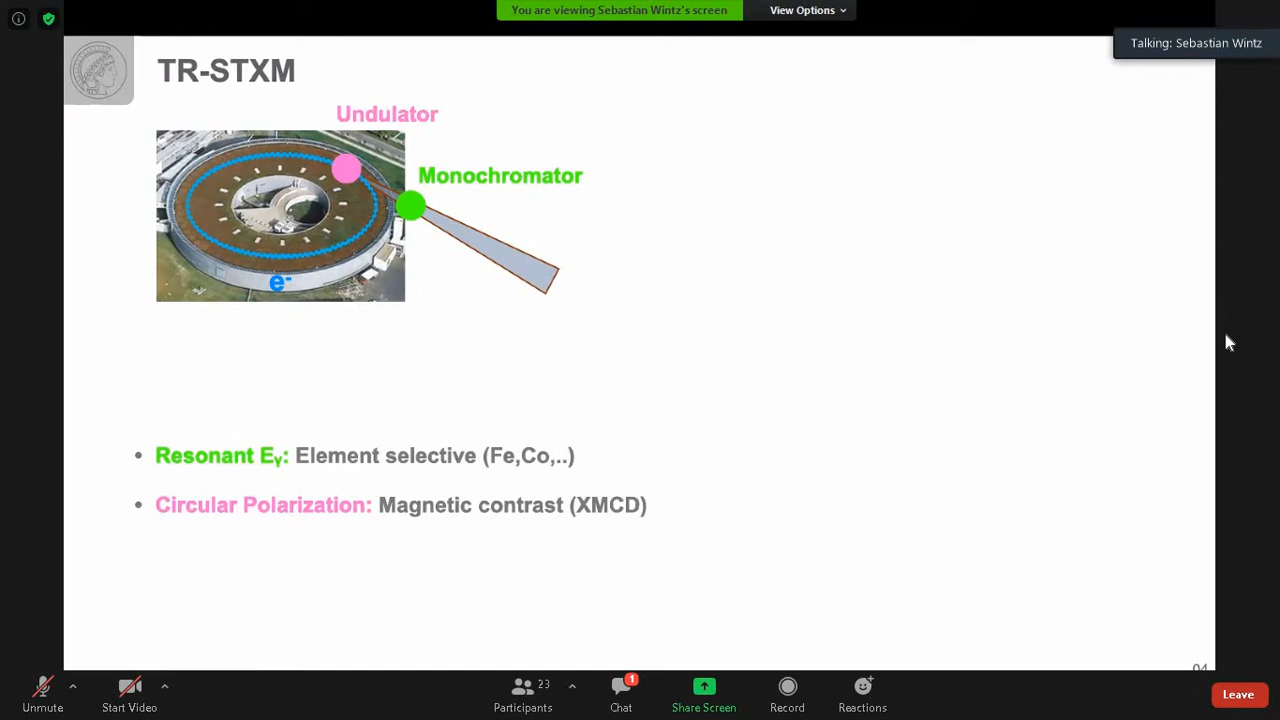 You are viewing Sebastian Wintz's screen
View Options
Talking: Sebastian Wintz
TR-STXM
Undulator
Monochromator
e-
• Resonant Eγ: Element selective (Fe,Co,..)
• Circular Polarization: Magnetic contrast (XMCD)
Unmute
Start Video
23
Participants
1
Chat
Share Screen
Record
Reactions
Leave